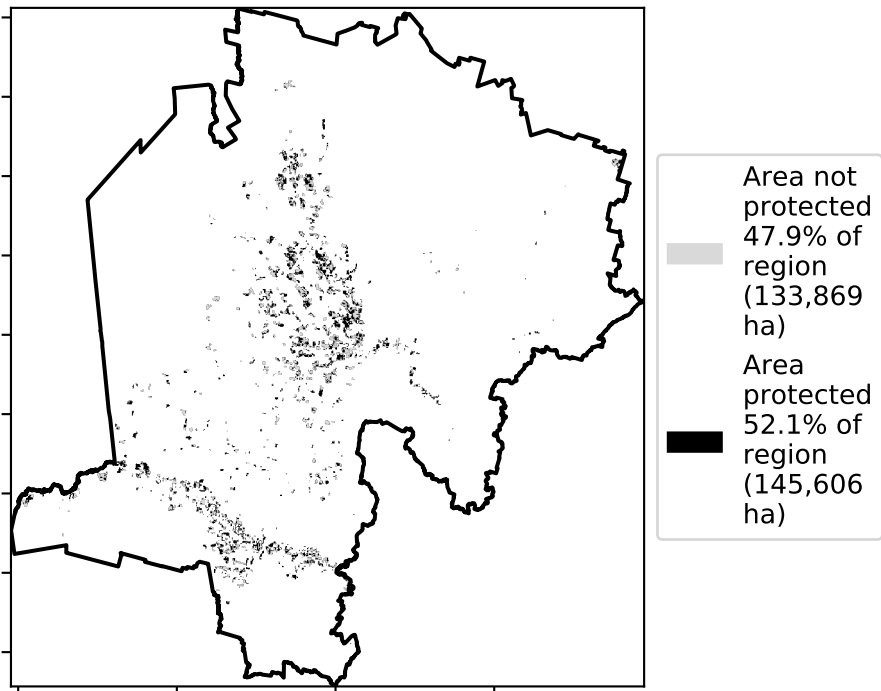 Area not
protected
47.9% of
region
(133,869
ha)
Area
protected
52.1% of
region
(145,606
ha)